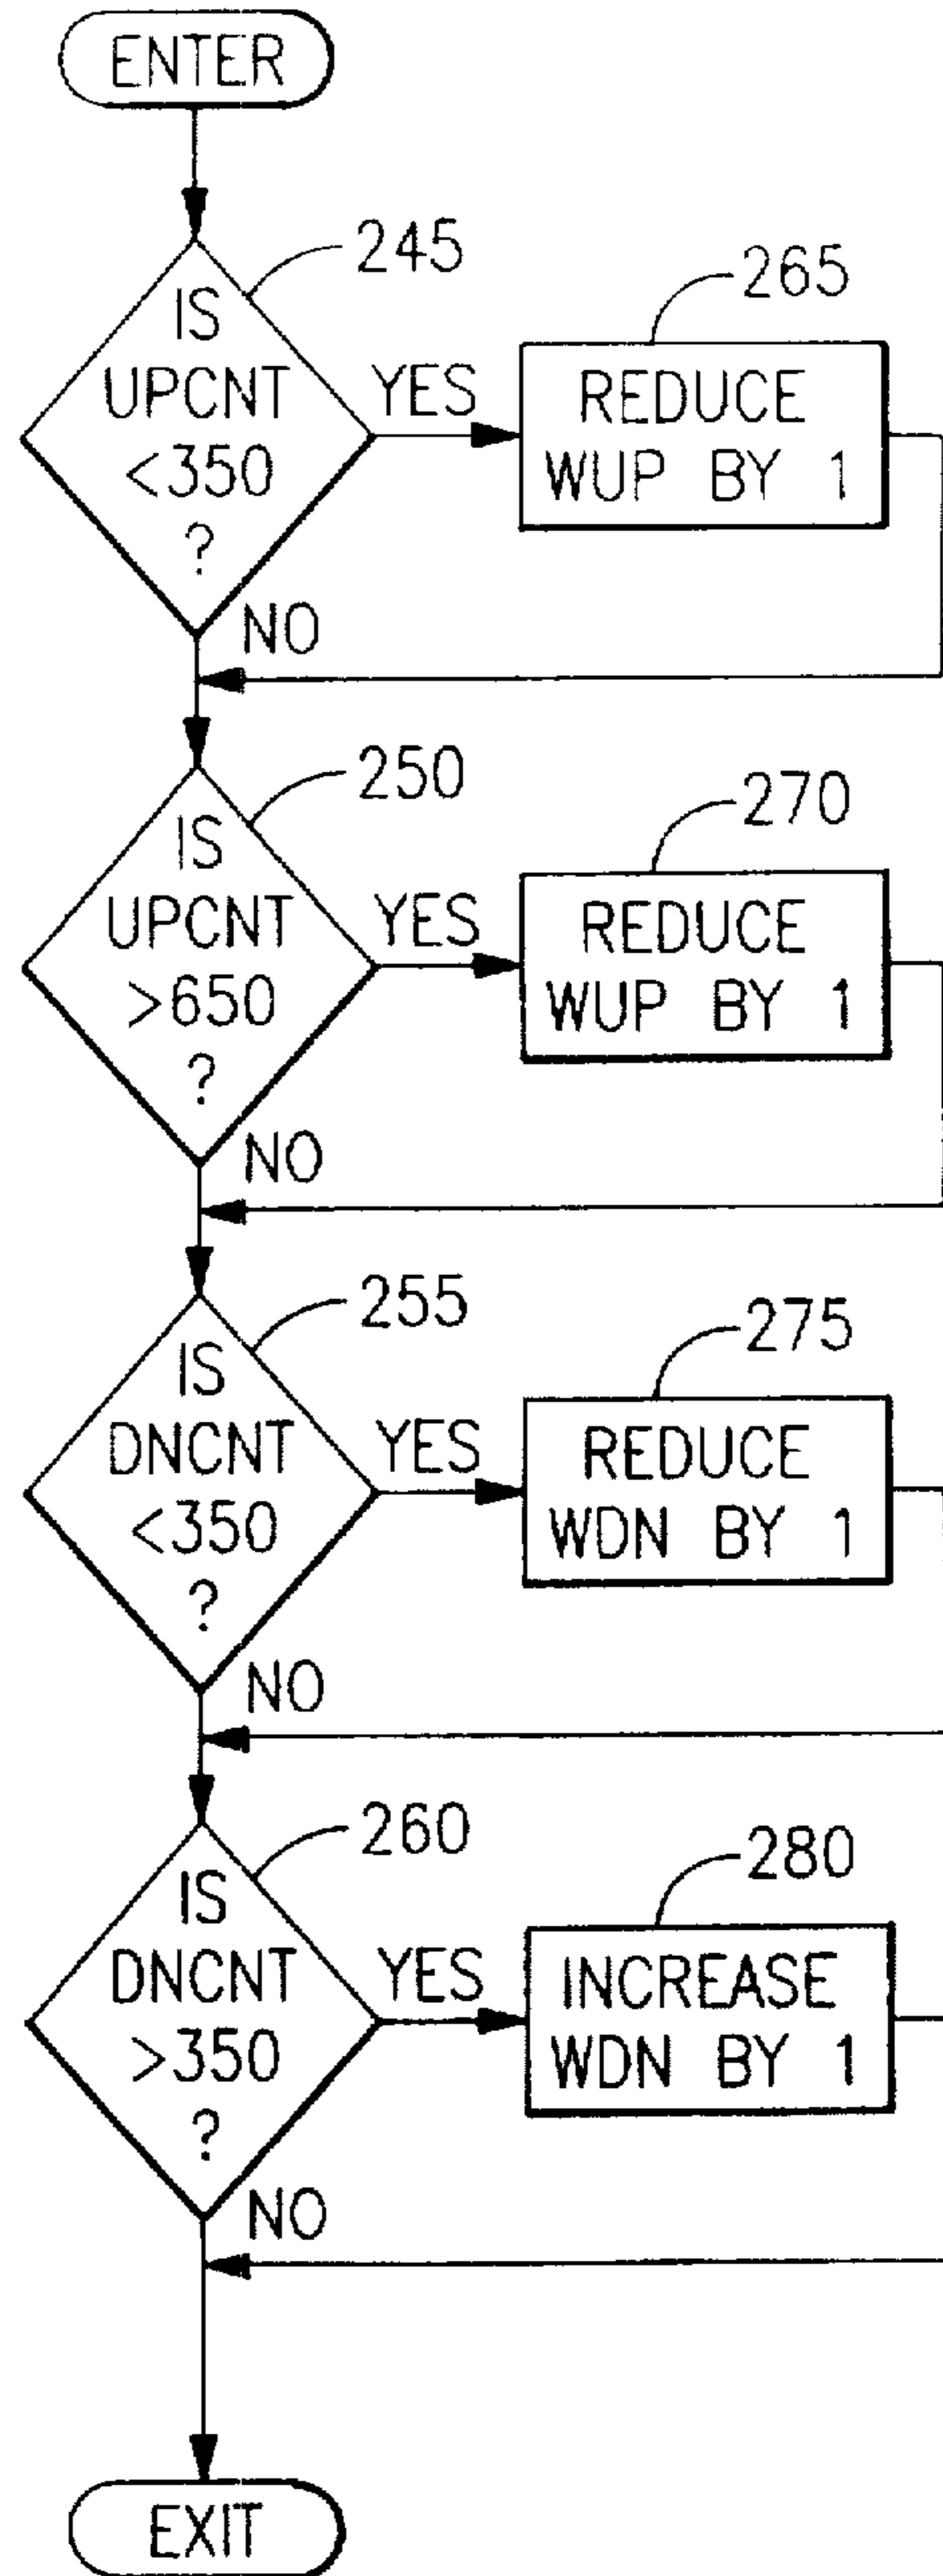 ENTER
245
IS
UPCNT
<350
?
YES
265
REDUCE
WUP BY 1
NO
250
IS
UPCNT
>650
?
YES
270
REDUCE
WUP BY 1
NO
255
IS
DNCNT
<350
?
YES
275
REDUCE
WDN BY 1
NO
260
IS
DNCNT
>350
?
YES
280
INCREASE
WDN BY 1
NO
EXIT